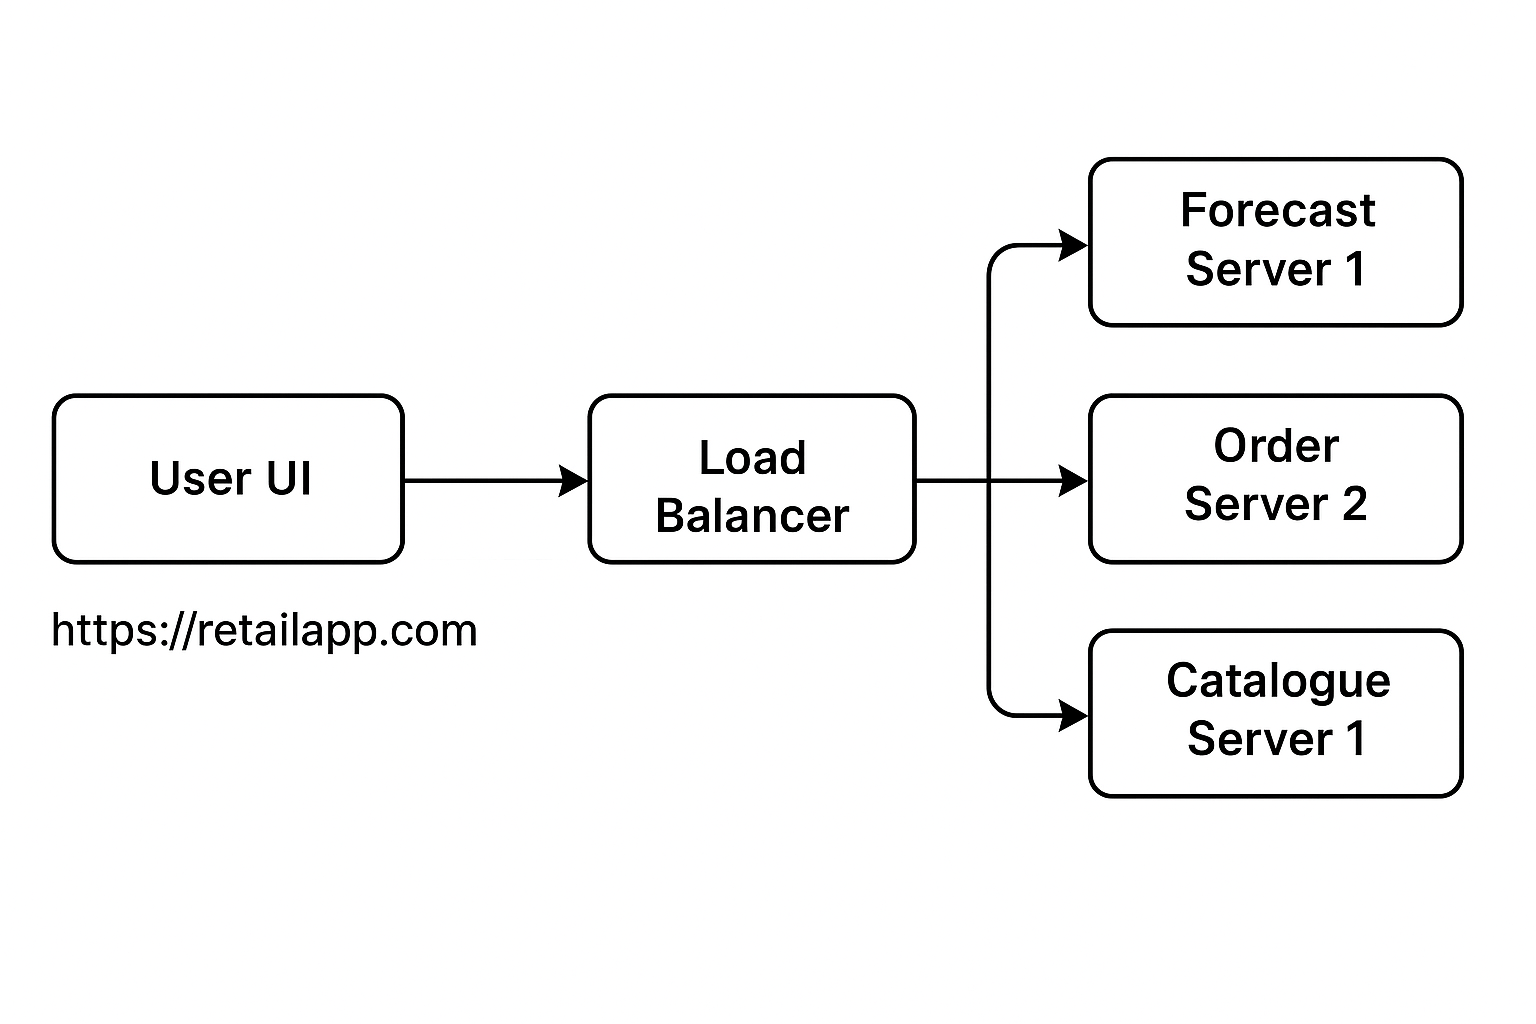 User UI
https://retailapp.com
Load
Balancer
Forecast
Server 1
Order
Server 2
Catalogue
Server 1